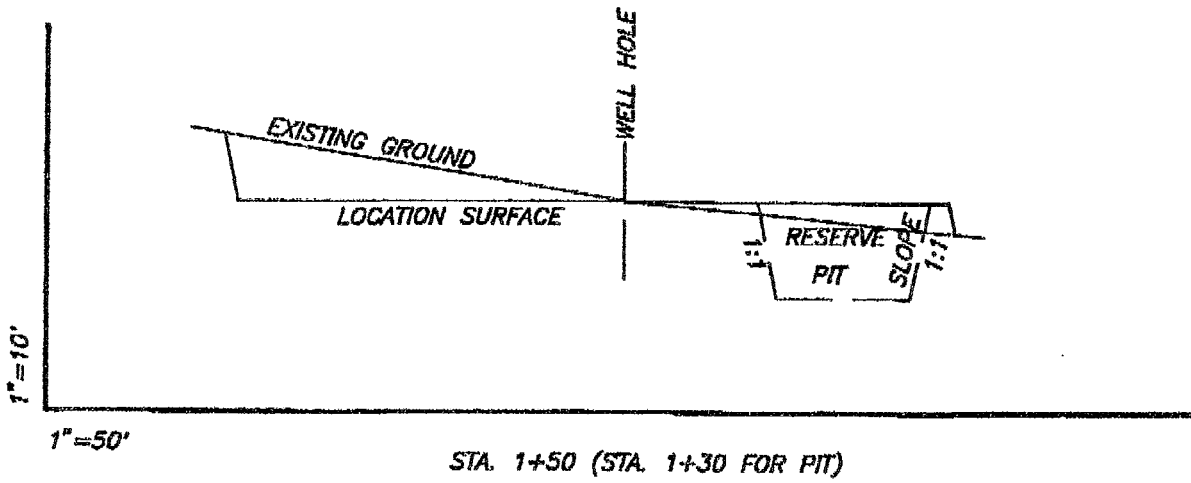 WELL HOLE
EXISTING GROUND
LOCATION SURFACE
RESERVE
PIT
1:1
SLOPE
1:1
1"=10'
1"=50'
STA. 1+50 (STA. 1+30 FOR PIT)